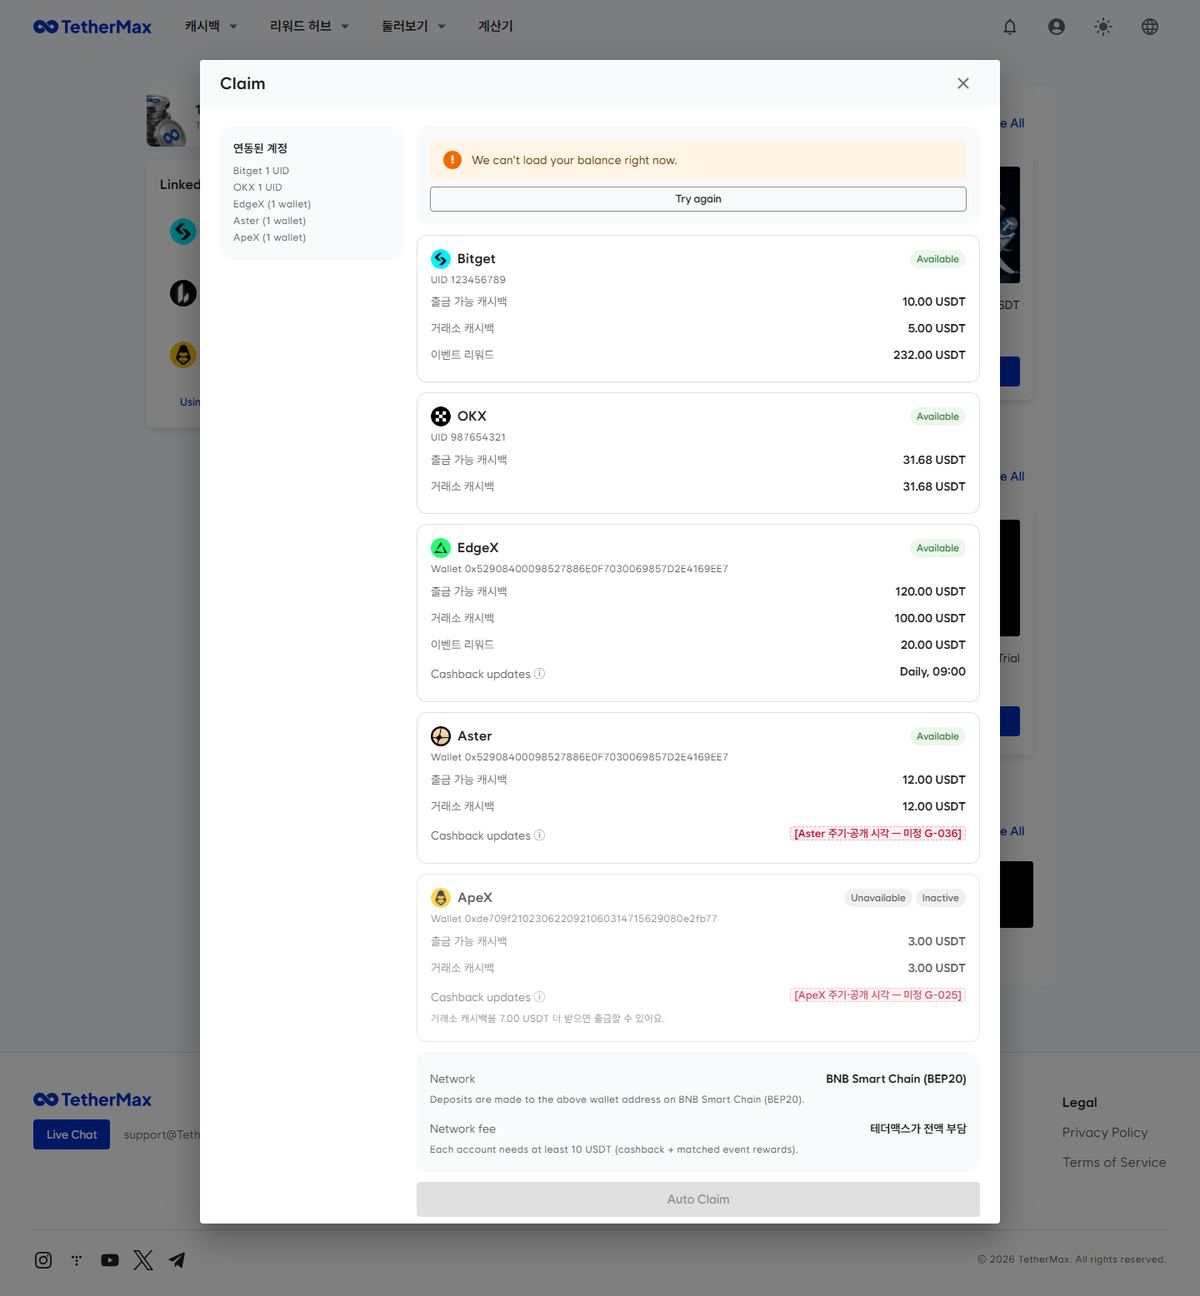 TetherMax
캐시백
리워드 허브
둘러보기
계산기
Claim
연동된 계정
Bitget 1 UID
OKX 1 UID
EdgeX (1 wallet)
Aster (1 wallet)
ApeX (1 wallet)
Linked
We can't load your balance right now.
Try again
Bitget
Available
UID 123456789
출금 가능 캐시백
10.00 USDT
거래소 캐시백
5.00 USDT
이벤트 리워드
232.00 USDT
OKX
Available
UID 987654321
출금 가능 캐시백
31.68 USDT
거래소 캐시백
31.68 USDT
EdgeX
Available
Wallet 0x52908400098527886E0F7030069857D2E4169EE7
출금 가능 캐시백
120.00 USDT
거래소 캐시백
100.00 USDT
이벤트 리워드
20.00 USDT
Cashback updates ⓘ
Daily, 09:00
Aster
Available
Wallet 0x52908400098527886E0F7030069857D2E4169EE7
출금 가능 캐시백
12.00 USDT
거래소 캐시백
12.00 USDT
Cashback updates ⓘ
[Aster 주기·공개 시각 — 미정 G-036]
ApeX
Unavailable
Inactive
Wallet 0xde709f2102306220921060314715629080e2fb77
출금 가능 캐시백
3.00 USDT
거래소 캐시백
3.00 USDT
Cashback updates ⓘ
[ApeX 주기·공개 시각 — 미정 G-025]
거래소 캐시백을 7.00 USDT 더 받으면 출금할 수 있어요.
Network
BNB Smart Chain (BEP20)
Deposits are made to the above wallet address on BNB Smart Chain (BEP20).
Network fee
테더맥스가 전액 부담
Each account needs at least 10 USDT (cashback + matched event rewards).
Auto Claim
All
All
Trial
All
TetherMax
Live Chat
support@Teth
Legal
Privacy Policy
Terms of Service
© 2026 TetherMax. All rights reserved.